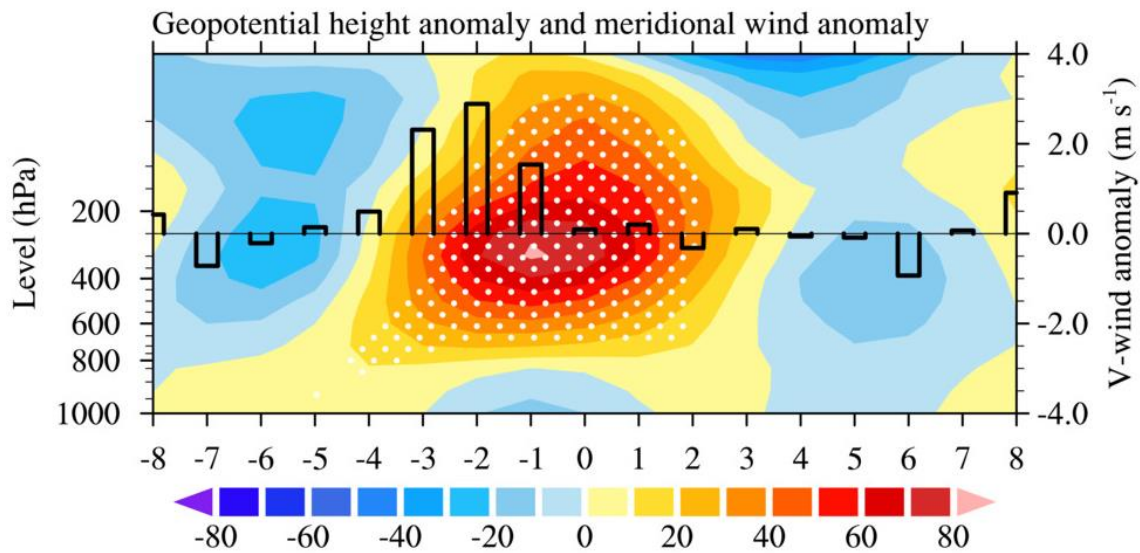 Geopotential height anomaly and meridional wind anomaly
Level (hPa)
200
400
600
800
1000
4.0
2.0
0.0
-2.0
-4.0
V-wind anomaly (m s⁻¹)
-8 -7 -6 -5 -4 -3 -2 -1 0 1 2 3 4 5 6 7 8
-80 -60 -40 -20 0 20 40 60 80